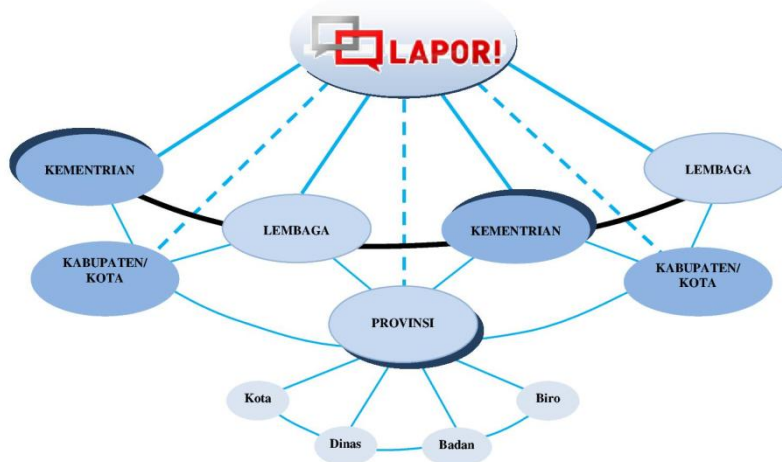 LAPOR!
KEMENTRIAN
LEMBAGA
LEMBAGA
KEMENTRIAN
KABUPATEN/
KOTA
KABUPATEN/
KOTA
PROVINSI
Kota
Biro
Dinas
Badan